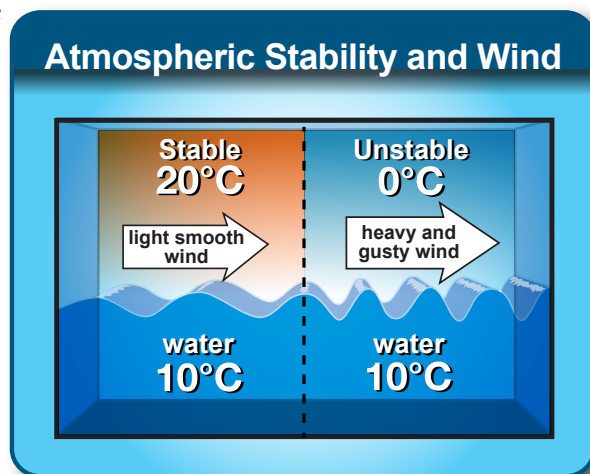 Atmospheric Stability and Wind
Stable
20°C
light smooth
wind
Unstable
0°C
heavy and
gusty wind
water
10°C
water
10°C